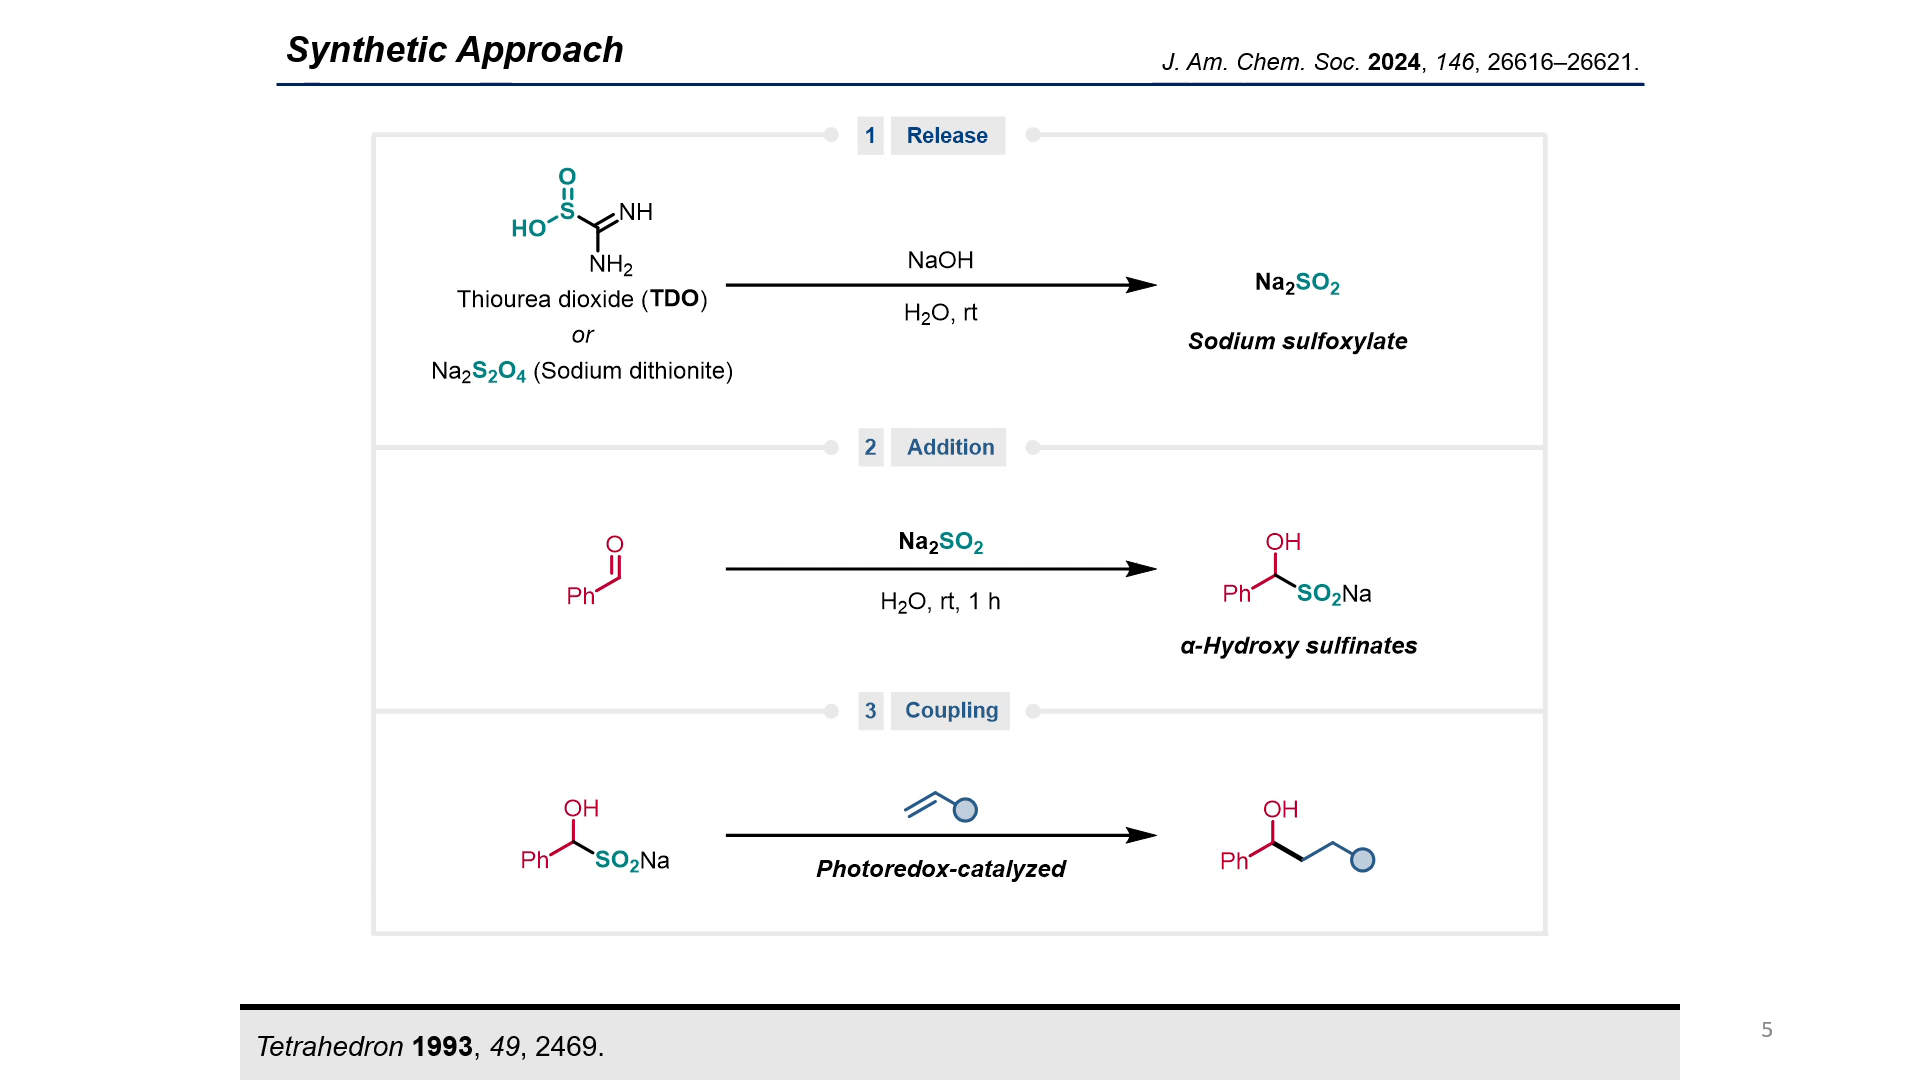 Synthetic Approach
J. Am. Chem. Soc. 2024, 146, 26616–26621.
1 Release
O
S
HO
NH
NH₂
Thiourea dioxide (TDO)
or
Na₂S₂O₄ (Sodium dithionite)
NaOH
H₂O, rt
Na₂SO₂
Sodium sulfoxylate
2 Addition
O
Ph
Na₂SO₂
H₂O, rt, 1 h
OH
Ph SO₂Na
α-Hydroxy sulfinates
3 Coupling
OH
Ph SO₂Na
Photoredox-catalyzed
OH
Ph
Tetrahedron 1993, 49, 2469.
5